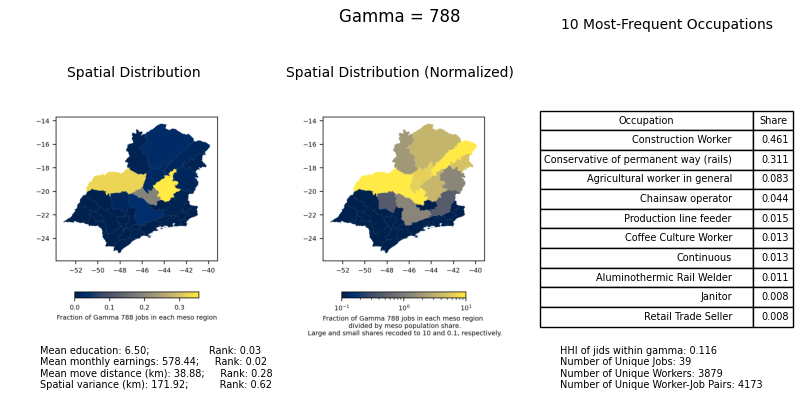 Gamma = 788
10 Most-Frequent Occupations
Spatial Distribution
Spatial Distribution (Normalized)
−14
−16
−18
−20
−22
−24
−52 −50 −48 −46 −44 −42 −40
0.0 0.1 0.2 0.3
Fraction of Gamma 788 jobs in each meso region
−14
−16
−18
−20
−22
−24
−52 −50 −48 −46 −44 −42 −40
10⁻¹ 10⁰ 10¹
Fraction of Gamma 788 jobs in each meso region
divided by meso population share.
Large and small shares recoded to 10 and 0.1, respectively.
Occupation Share
Construction Worker 0.461
Conservative of permanent way (rails) 0.311
Agricultural worker in general 0.083
Chainsaw operator 0.044
Production line feeder 0.015
Coffee Culture Worker 0.013
Continuous 0.013
Aluminothermic Rail Welder 0.011
Janitor 0.008
Retail Trade Seller 0.008
Mean education: 6.50; Rank: 0.03
Mean monthly earnings: 578.44; Rank: 0.02
Mean move distance (km): 38.88; Rank: 0.28
Spatial variance (km): 171.92; Rank: 0.62
HHI of jids within gamma: 0.116
Number of Unique Jobs: 39
Number of Unique Workers: 3879
Number of Unique Worker-Job Pairs: 4173